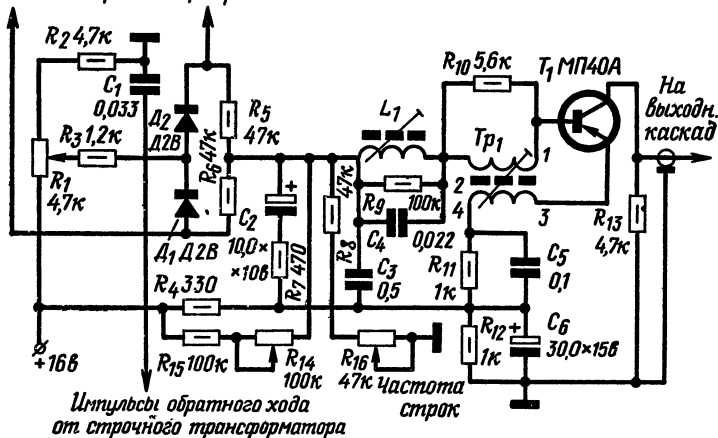 R2 4,7к
C1
0,033
R3 1,2к
R1
4,7к
Д2
Д2В
Д1 Д2В
R5
47к
R6 47к
C2
10,0×
×10в
R7 470
R4 330
+16в
R15 100к
R14
100к
R8
47к
L1
R9
100к
C4
0,022
C3
0,5
R16
47к
Частота
строк
R10 5,6к
Тр1
1
2
4
3
T1 МП40А
На
выходн.
каскад
R11
1к
C5
0,1
R12
1к
+
C6
30,0×15в
R13
4,7к
+
Импульсы обратного хода
от строчного трансформатора